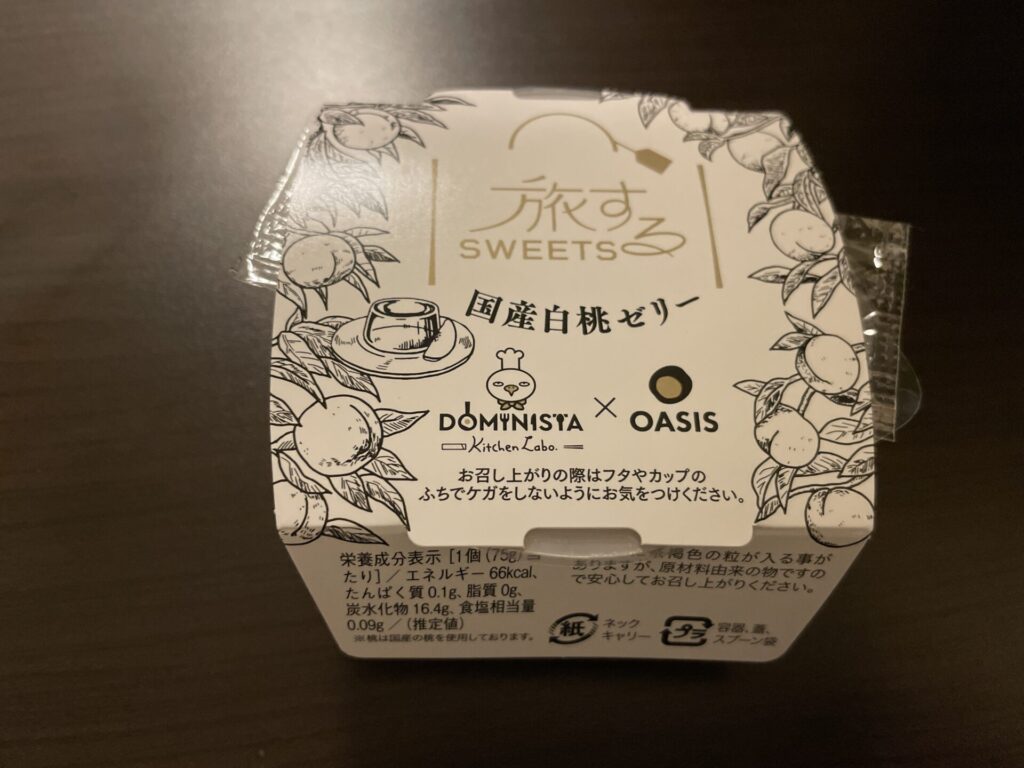 旅する
SWEETS
国産白桃ゼリー
DOMINISTA
Kitchen Labo.
×
OASIS
お召し上がりの際はフタやカップの
ふちでケガをしないようにお気をつけください。
栄養成分表示 [1個 (75g) 当
たり] / エネルギー 66kcal、
たんぱく質 0.1g、脂質 0g、
炭水化物 16.4g、食塩相当量
0.09g / (推定値)
※桃は国産の桃を使用しております。
褐色の粒が入る事が
ありますが、原材料由来の物ですの
で安心してお召し上がりください。
紙
ネック
キャリー
プラ
容器、蓋、
スプーン袋